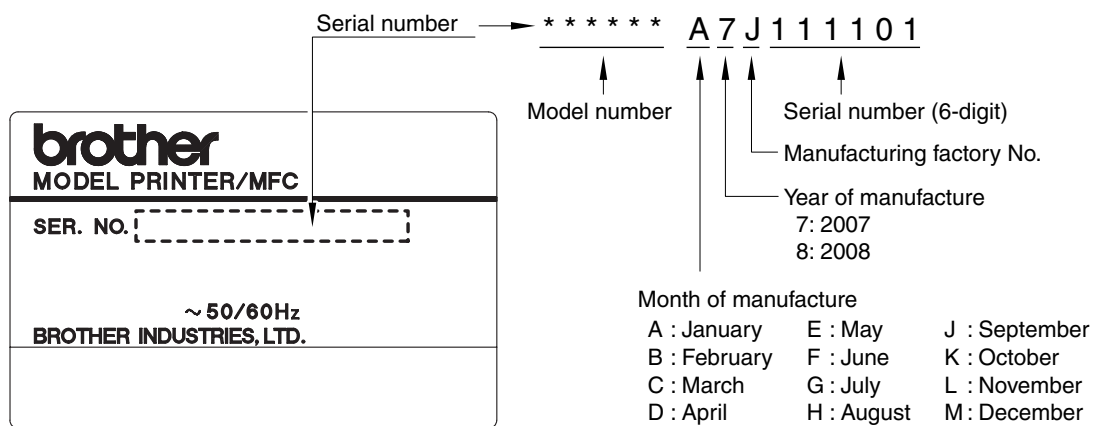 Serial number
* * * * * * A 7 J 1 1 1 1 0 1
Model number
Serial number (6-digit)
Manufacturing factory No.
Year of manufacture
7: 2007
8: 2008
Month of manufacture
A : January E : May J : September
B : February F : June K : October
C : March G : July L : November
D : April H : August M : December
brother
MODEL PRINTER/MFC
SER. NO.
~ 50/60Hz
BROTHER INDUSTRIES, LTD.